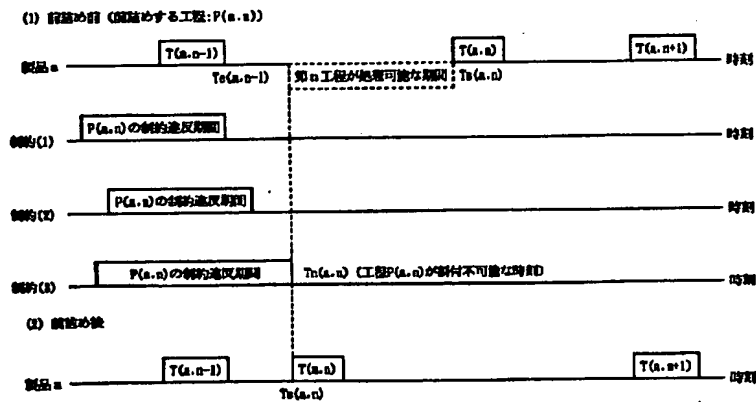 (1) 前詰め前 (前詰めする工程:P(a.n))
T(a.n-1) T(a.n) T(a.n+1)
製品a 時刻
Te(a.n-1) 第n工程が処理可能な期間 Ts(a.n)
P(a.n)の制約違反期間
制約(1) 時刻
P(a.n)の制約違反期間
制約(2) 時刻
P(a.n)の制約違反期間 Tn(a.n) (工程P(a.n)が割付不可能な時刻)
制約(3) 時刻
(2) 前詰め後
T(a.n-1) T(a.n) T(a.n+1)
製品a 時刻
Ts(a.n)